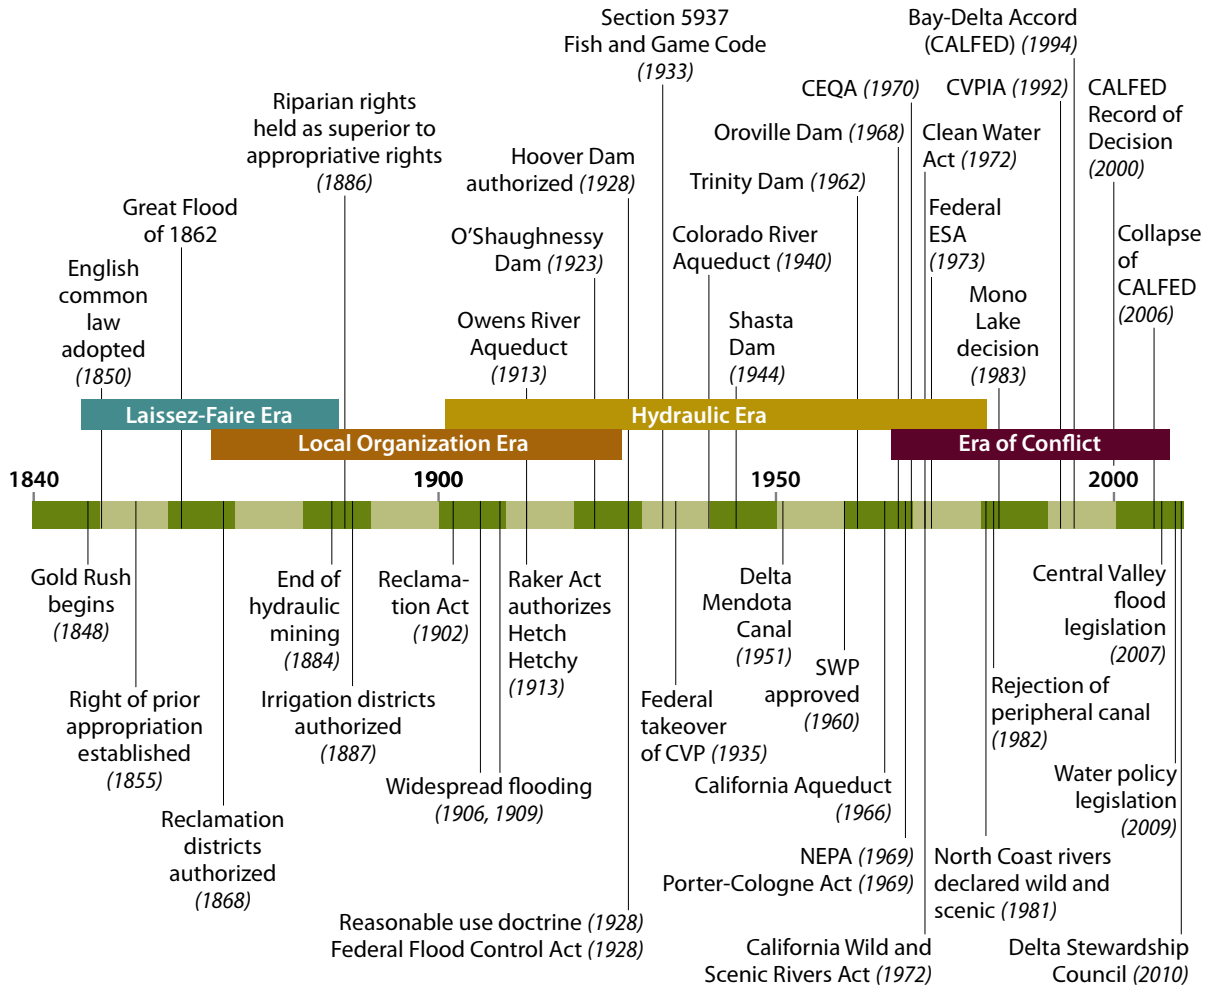 Section 5937
Fish and Game Code
(1933)
Bay-Delta Accord
(CALFED) (1994)
Riparian rights
held as superior to
appropriative rights
(1886)
CEQA (1970)
CVPIA (1992)
CALFED
Record of
Decision
(2000)
Hoover Dam
authorized (1928)
Oroville Dam (1968)
Clean Water
Act (1972)
Trinity Dam (1962)
Great Flood
of 1862
O'Shaughnessy
Dam (1923)
Colorado River
Aqueduct (1940)
Federal
ESA
(1973)
Collapse
of
CALFED
(2006)
English
common
law
adopted
(1850)
Owens River
Aqueduct
(1913)
Shasta
Dam
(1944)
Mono
Lake
decision
(1983)
Laissez-Faire Era
Hydraulic Era
Local Organization Era
Era of Conflict
1840
1900
1950
2000
Gold Rush
begins
(1848)
End of
hydraulic
mining
(1884)
Reclama-
tion Act
(1902)
Raker Act
authorizes
Hetch
Hetchy
(1913)
Delta
Mendota
Canal
(1951)
Central Valley
flood
legislation
(2007)
Right of prior
appropriation
established
(1855)
Irrigation districts
authorized
(1887)
Federal
takeover
of CVP (1935)
SWP
approved
(1960)
Rejection of
peripheral canal
(1982)
Widespread flooding
(1906, 1909)
California Aqueduct
(1966)
Water policy
legislation
(2009)
Reclamation
districts
authorized
(1868)
NEPA (1969)
Porter-Cologne Act (1969)
North Coast rivers
declared wild and
scenic (1981)
Reasonable use doctrine (1928)
Federal Flood Control Act (1928)
California Wild and
Scenic Rivers Act (1972)
Delta Stewardship
Council (2010)